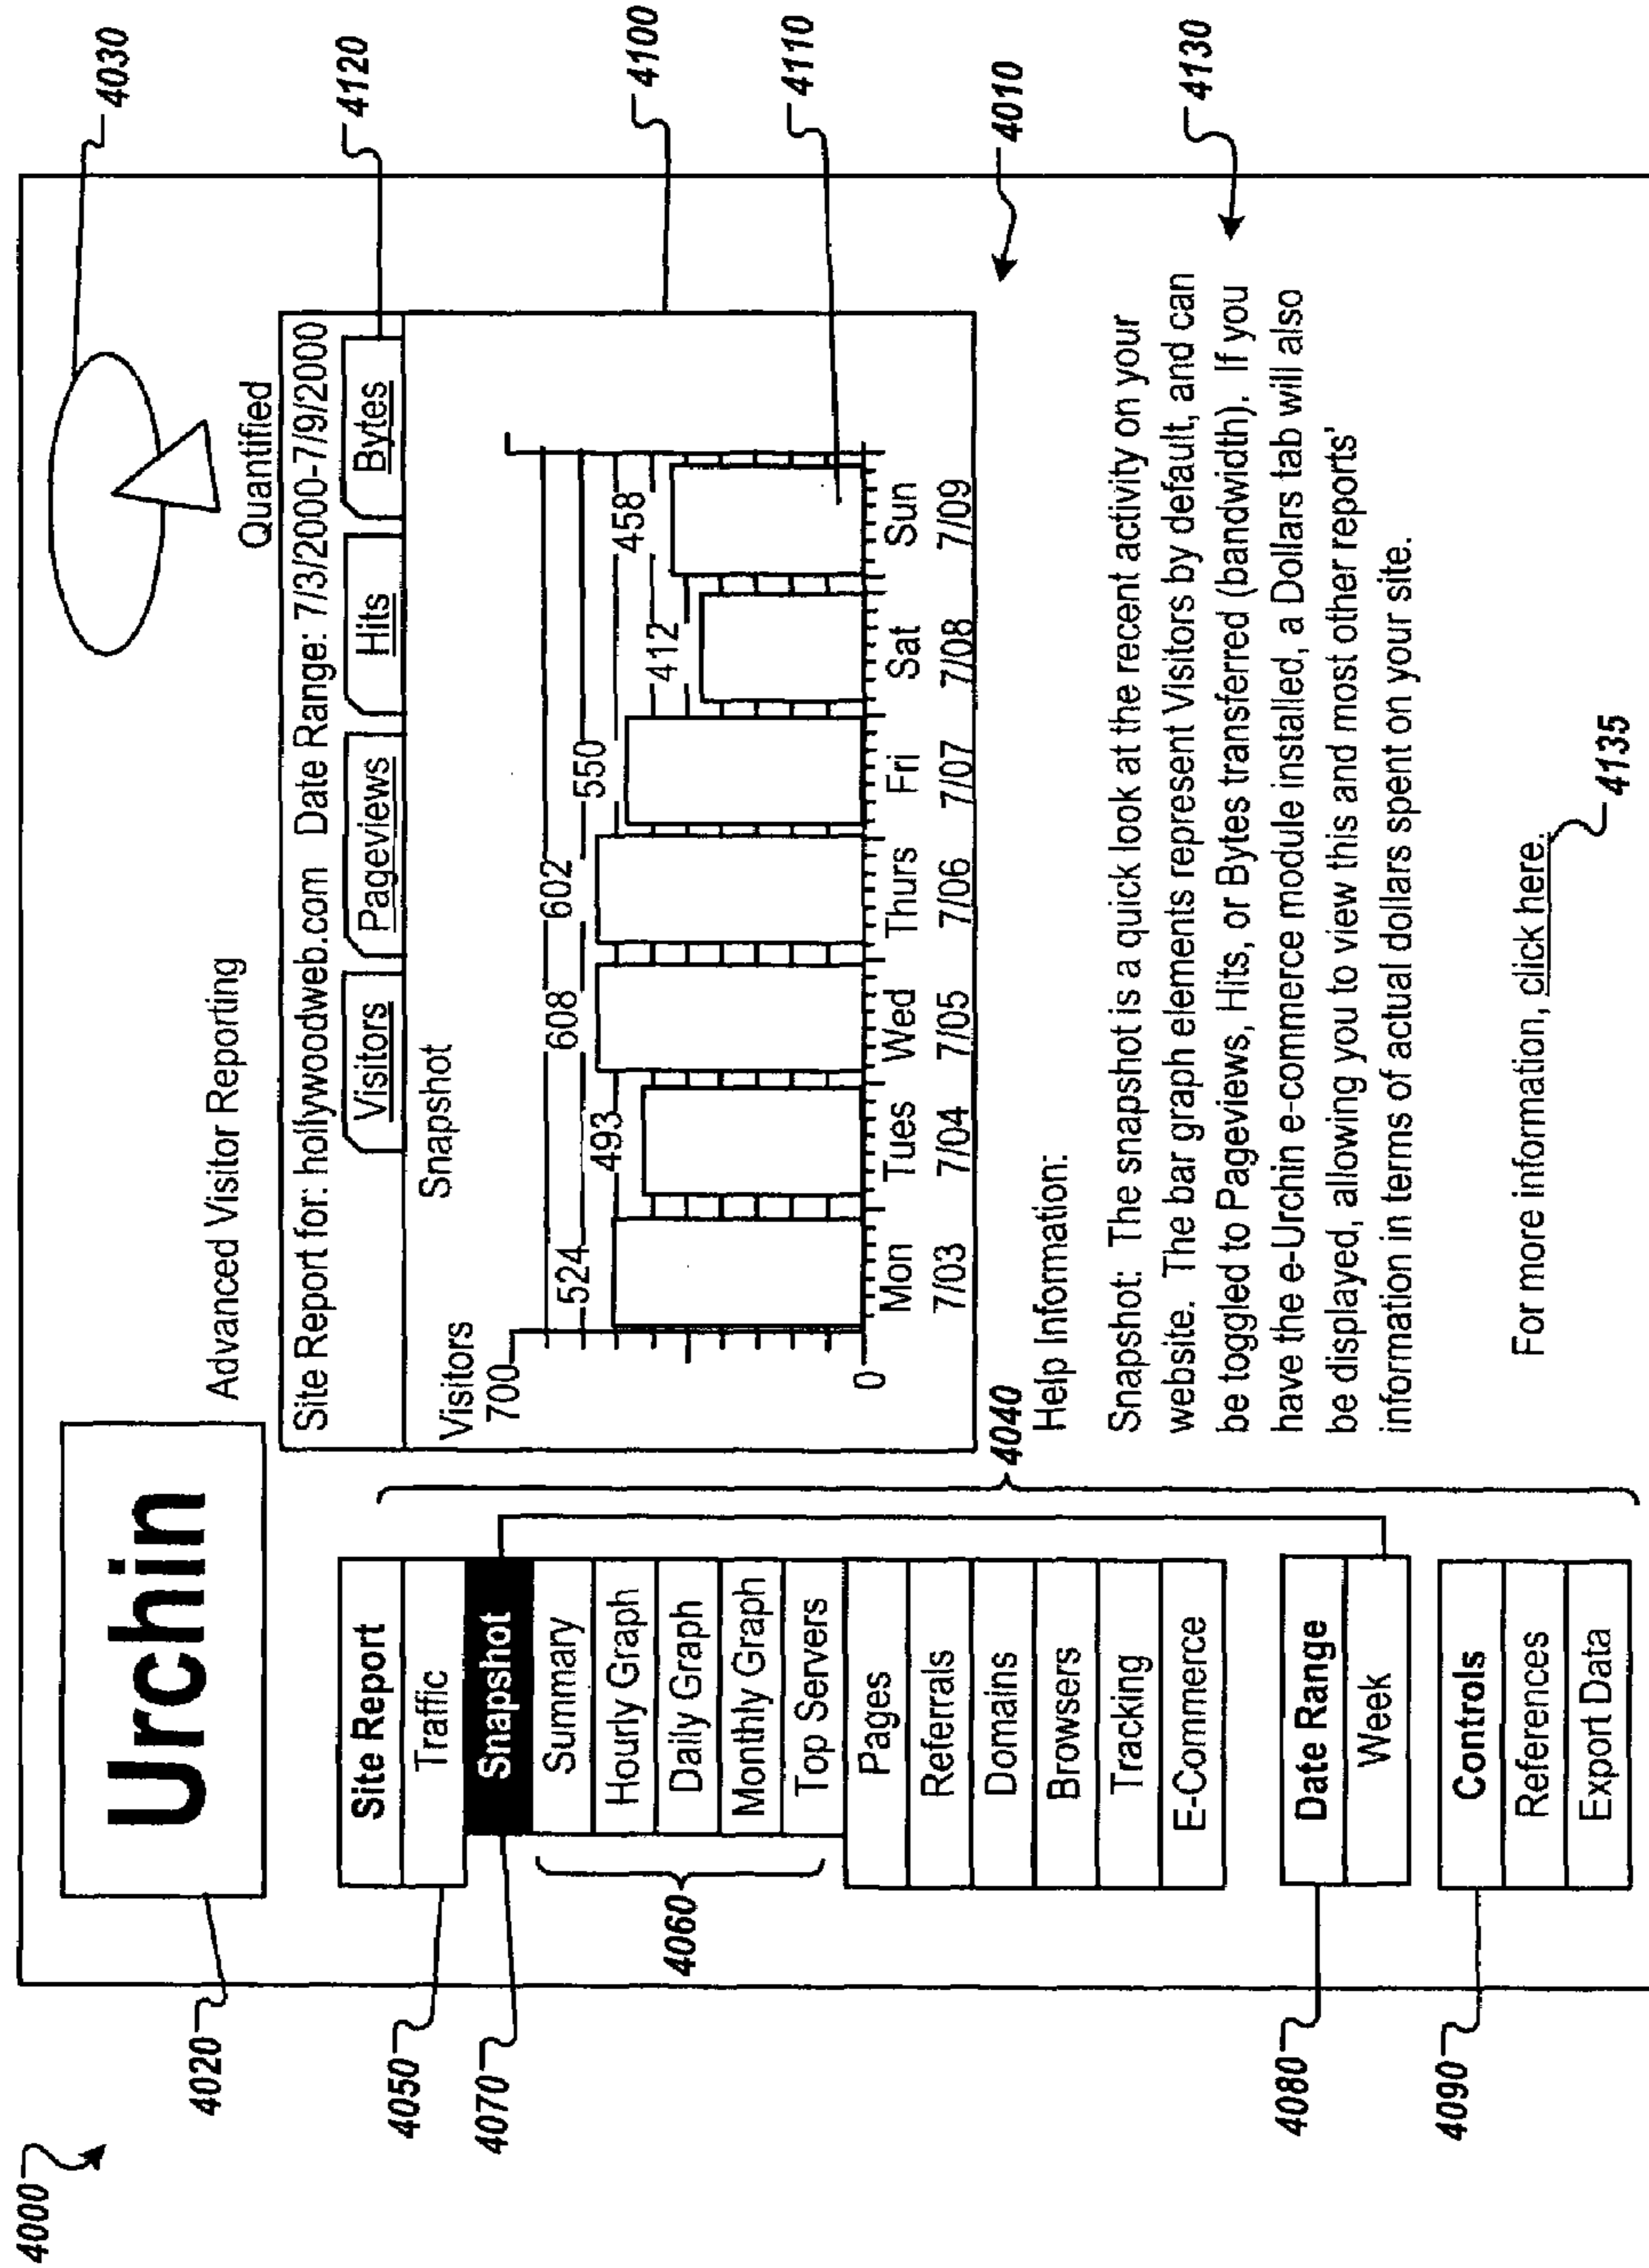 4000
4020
Urchin
4030
Advanced Visitor Reporting
Quantified
Site Report for: hollywoodweb.com Date Range: 7/3/2000-7/9/2000
Visitors Pageviews Hits Bytes
4120
Snapshot
Visitors
700
0
524 493 608 602 550 412 458
Mon Tues Wed Thurs Fri Sat Sun
7/03 7/04 7/05 7/06 7/07 7/08 7/09
4100
4110
4010
4050
4070
4060
4080
4090
4040
Site Report
Traffic
Snapshot
Summary
Hourly Graph
Daily Graph
Monthly Graph
Top Servers
Pages
Referrals
Domains
Browsers
Tracking
E-Commerce
Date Range
Week
Controls
References
Export Data
Help Information:
Snapshot: The snapshot is a quick look at the recent activity on your
website. The bar graph elements represent Visitors by default, and can
be toggled to Pageviews, Hits, or Bytes transferred (bandwidth). If you
have the e-Urchin e-commerce module installed, a Dollars tab will also
be displayed, allowing you to view this and most other reports'
information in terms of actual dollars spent on your site.
4130
For more information, click here.
4135